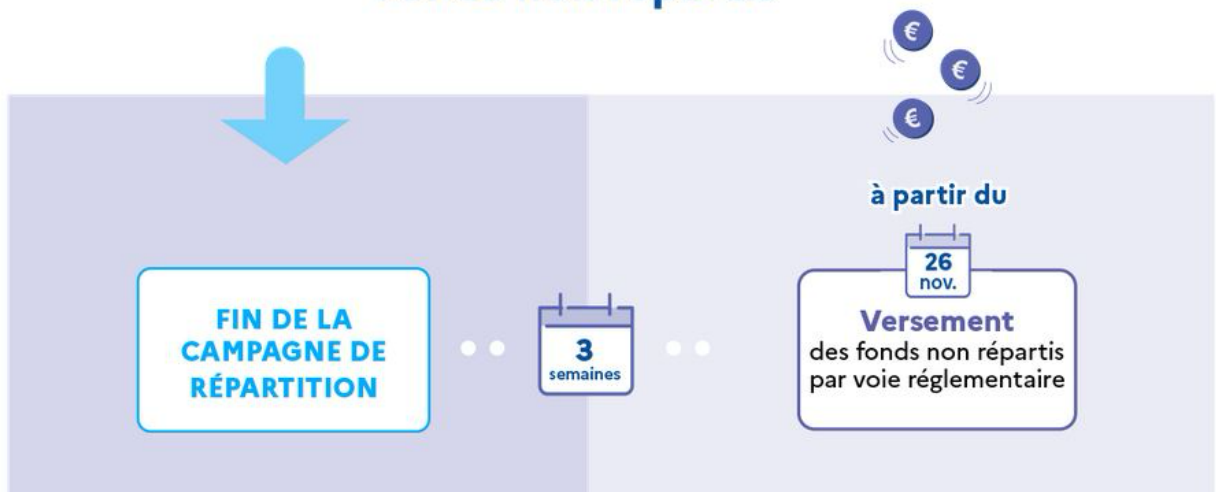 à partir du
26
nov.
FIN DE LA
CAMPAGNE DE
RÉPARTITION
3
semaines
Versement
des fonds non répartis
par voie réglementaire
€
€
€